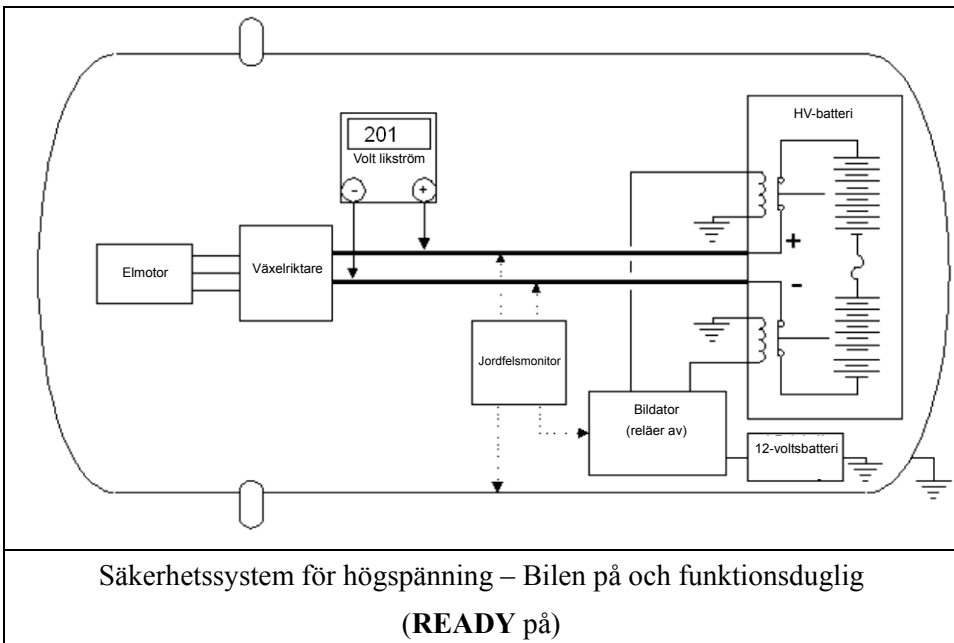 HV-batteri
201
Volt likström
- +
+
Elmotor
Växelriktare
-
Jordfelsmonitor
Bildator
(reläer av)
12-voltsbatteri
Säkerhetssystem för högspänning – Bilen på och funktionsduglig
(READY på)